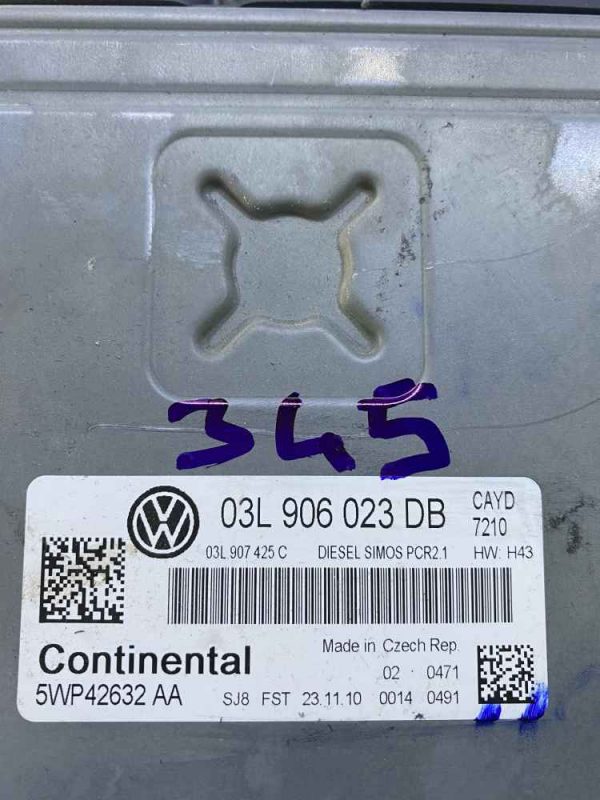 345
03L 906 023 DB
CAYD
7210
03L 907 425 C DIESEL SIMOS PCR2.1 HW: H43
Continental
Made in Czech Rep.
02 0471
5WP42632 AA
SJ8 FST 23.11.10 0014 0491